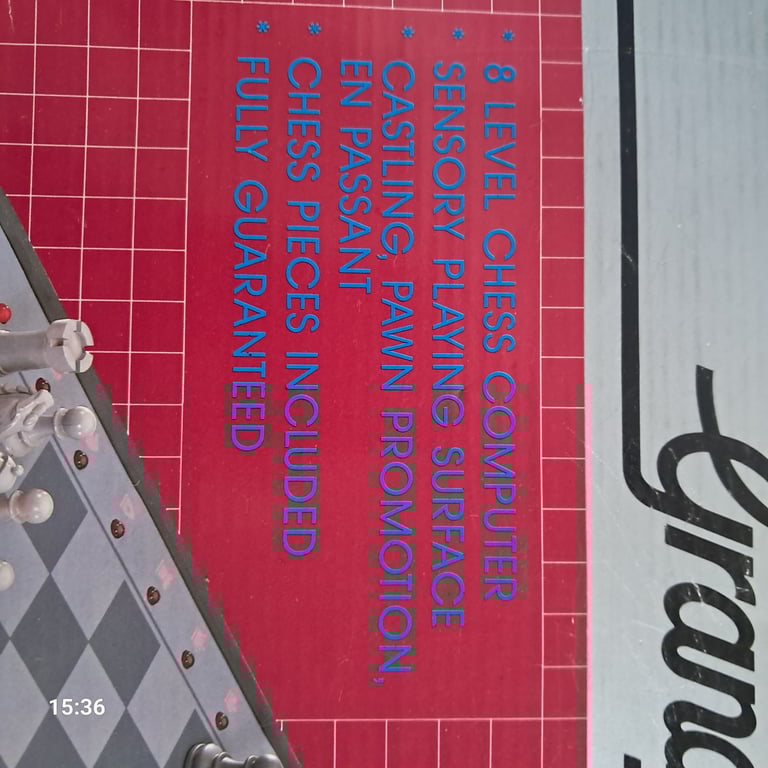 * 8 LEVEL CHESS COMPUTER
* SENSORY PLAYING SURFACE
* CASTLING, PAWN PROMOTION,
EN PASSANT
* CHESS PIECES INCLUDED
* FULLY GUARANTEED
15:36